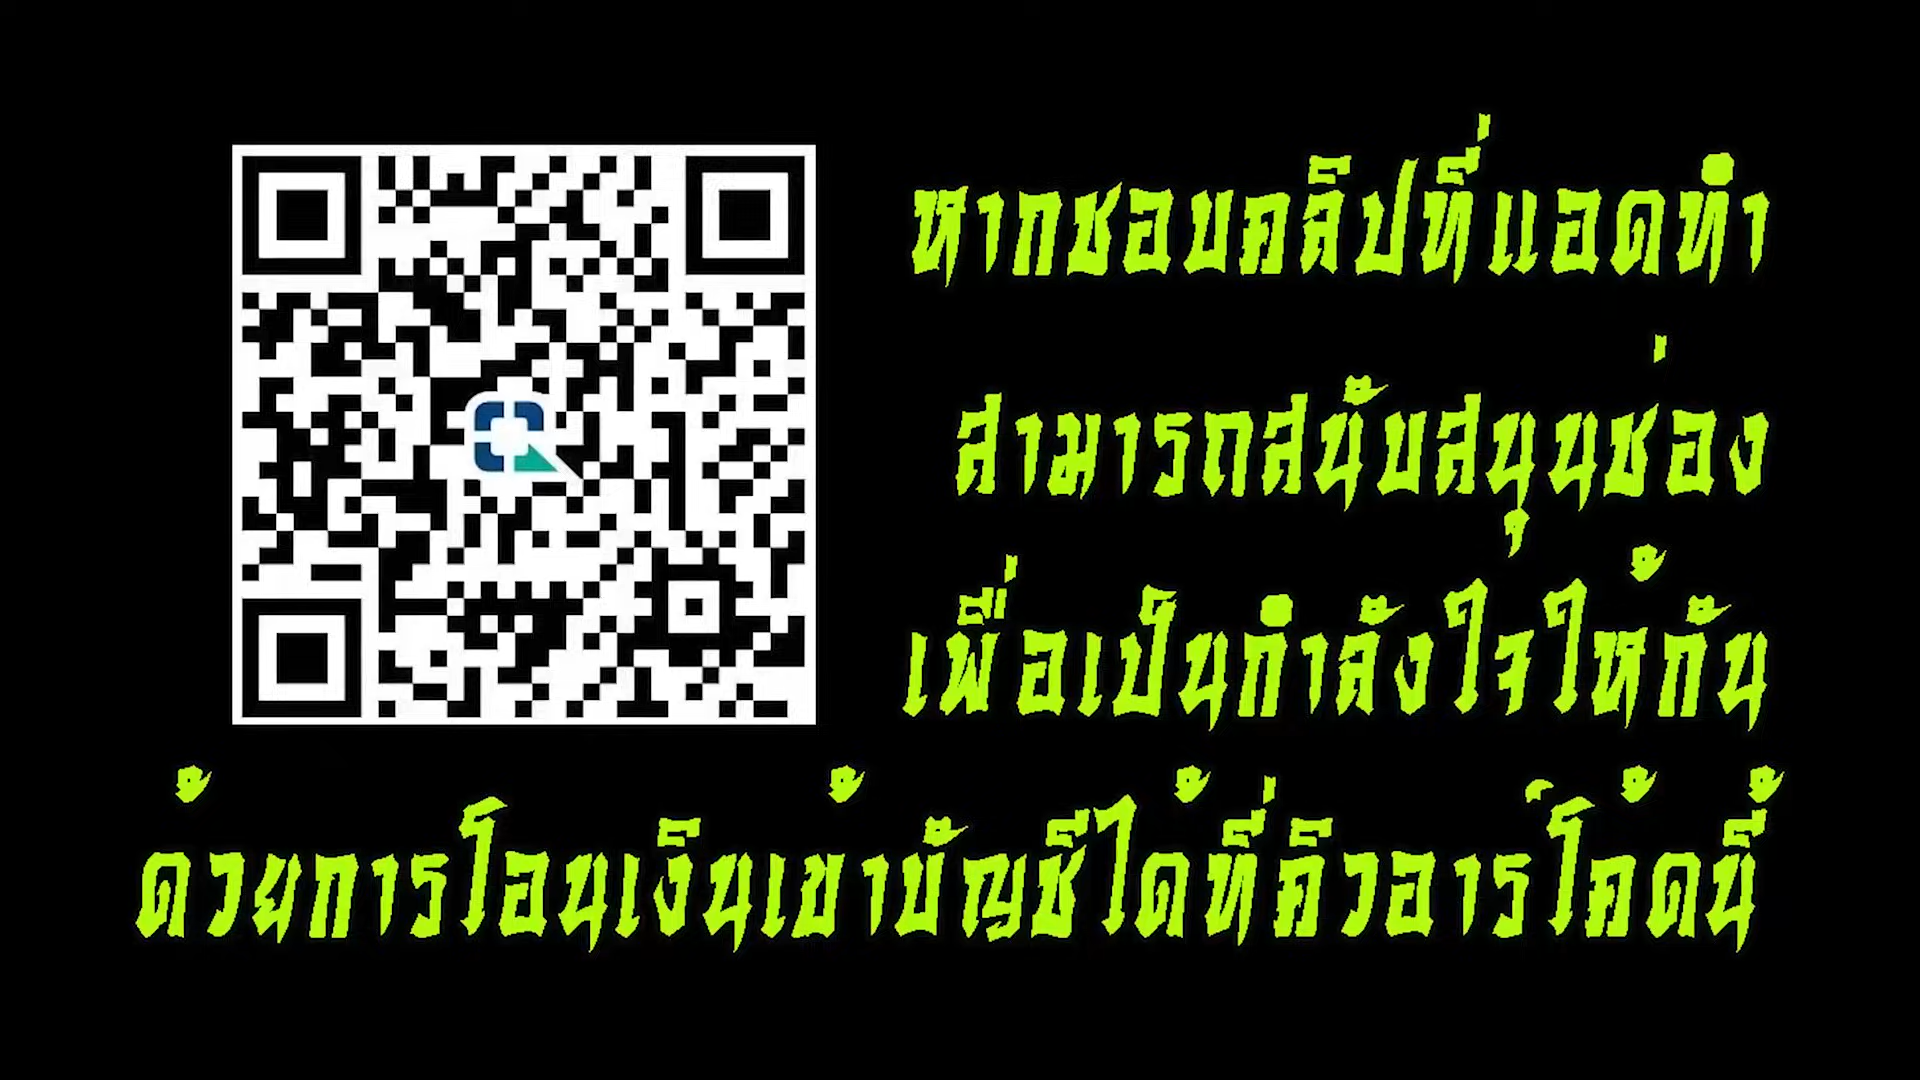 หากชอบคลิปที่แอดทำ
สามารถสนับสนุนช่อง
เพื่อเป็นกำลังใจให้กัน
ด้วยการโอนเงินเข้าบัญชีได้ที่คิวอาร์โค้ดนี้